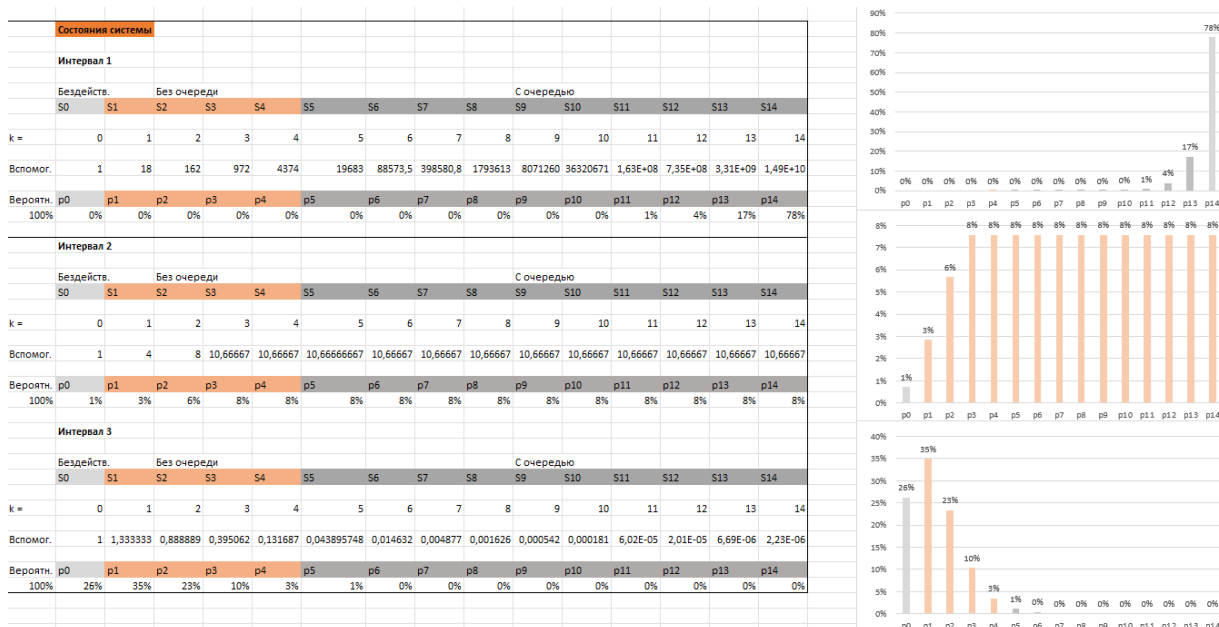 Состояния системы
Интервал 1
Бездейств. Без очереди С очередью
S0 S1 S2 S3 S4 S5 S6 S7 S8 S9 S10 S11 S12 S13 S14
k = 0 1 2 3 4 5 6 7 8 9 10 11 12 13 14
Вспомог. 1 18 162 972 4374 19683 88573,5 398580,8 1793613 8071260 36320671 1,63E+08 7,35E+08 3,31E+09 1,49E+10
Вероятн. p0 p1 p2 p3 p4 p5 p6 p7 p8 p9 p10 p11 p12 p13 p14
100% 0% 0% 0% 0% 0% 0% 0% 0% 0% 0% 0% 1% 4% 17% 78%
Интервал 2
Бездейств. Без очереди С очередью
S0 S1 S2 S3 S4 S5 S6 S7 S8 S9 S10 S11 S12 S13 S14
k = 0 1 2 3 4 5 6 7 8 9 10 11 12 13 14
Вспомог. 1 4 8 10,66667 10,66667 10,66666667 10,66667 10,66667 10,66667 10,66667 10,66667 10,66667 10,66667 10,66667 10,66667
Вероятн. p0 p1 p2 p3 p4 p5 p6 p7 p8 p9 p10 p11 p12 p13 p14
100% 1% 3% 6% 8% 8% 8% 8% 8% 8% 8% 8% 8% 8% 8% 8%
Интервал 3
Бездейств. Без очереди С очередью
S0 S1 S2 S3 S4 S5 S6 S7 S8 S9 S10 S11 S12 S13 S14
k = 0 1 2 3 4 5 6 7 8 9 10 11 12 13 14
Вспомог. 1 1,333333 0,888889 0,395062 0,131687 0,043895748 0,014632 0,004877 0,001626 0,000542 0,000181 6,02E-05 2,01E-05 6,69E-06 2,23E-06
Вероятн. p0 p1 p2 p3 p4 p5 p6 p7 p8 p9 p10 p11 p12 p13 p14
100% 26% 35% 23% 10% 3% 1% 0% 0% 0% 0% 0% 0% 0% 0% 0%
90%
80% 78%
70%
60%
50%
40%
30%
20% 17%
10% 0% 0% 0% 0% 0% 0% 0% 0% 0% 0% 0% 1% 4%
0%
p0 p1 p2 p3 p4 p5 p6 p7 p8 p9 p10 p11 p12 p13 p14
8% 8% 8% 8% 8% 8% 8% 8% 8% 8% 8% 8% 8%
7%
6% 6%
5%
4%
3% 3%
2%
1% 1%
0%
p0 p1 p2 p3 p4 p5 p6 p7 p8 p9 p10 p11 p12 p13 p14
40%
35% 35%
30%
25% 26% 23%
20%
15%
10% 10%
5% 3% 1% 0% 0% 0% 0% 0% 0% 0% 0% 0%
0%
p0 p1 p2 p3 p4 p5 p6 p7 p8 p9 p10 p11 p12 p13 p14